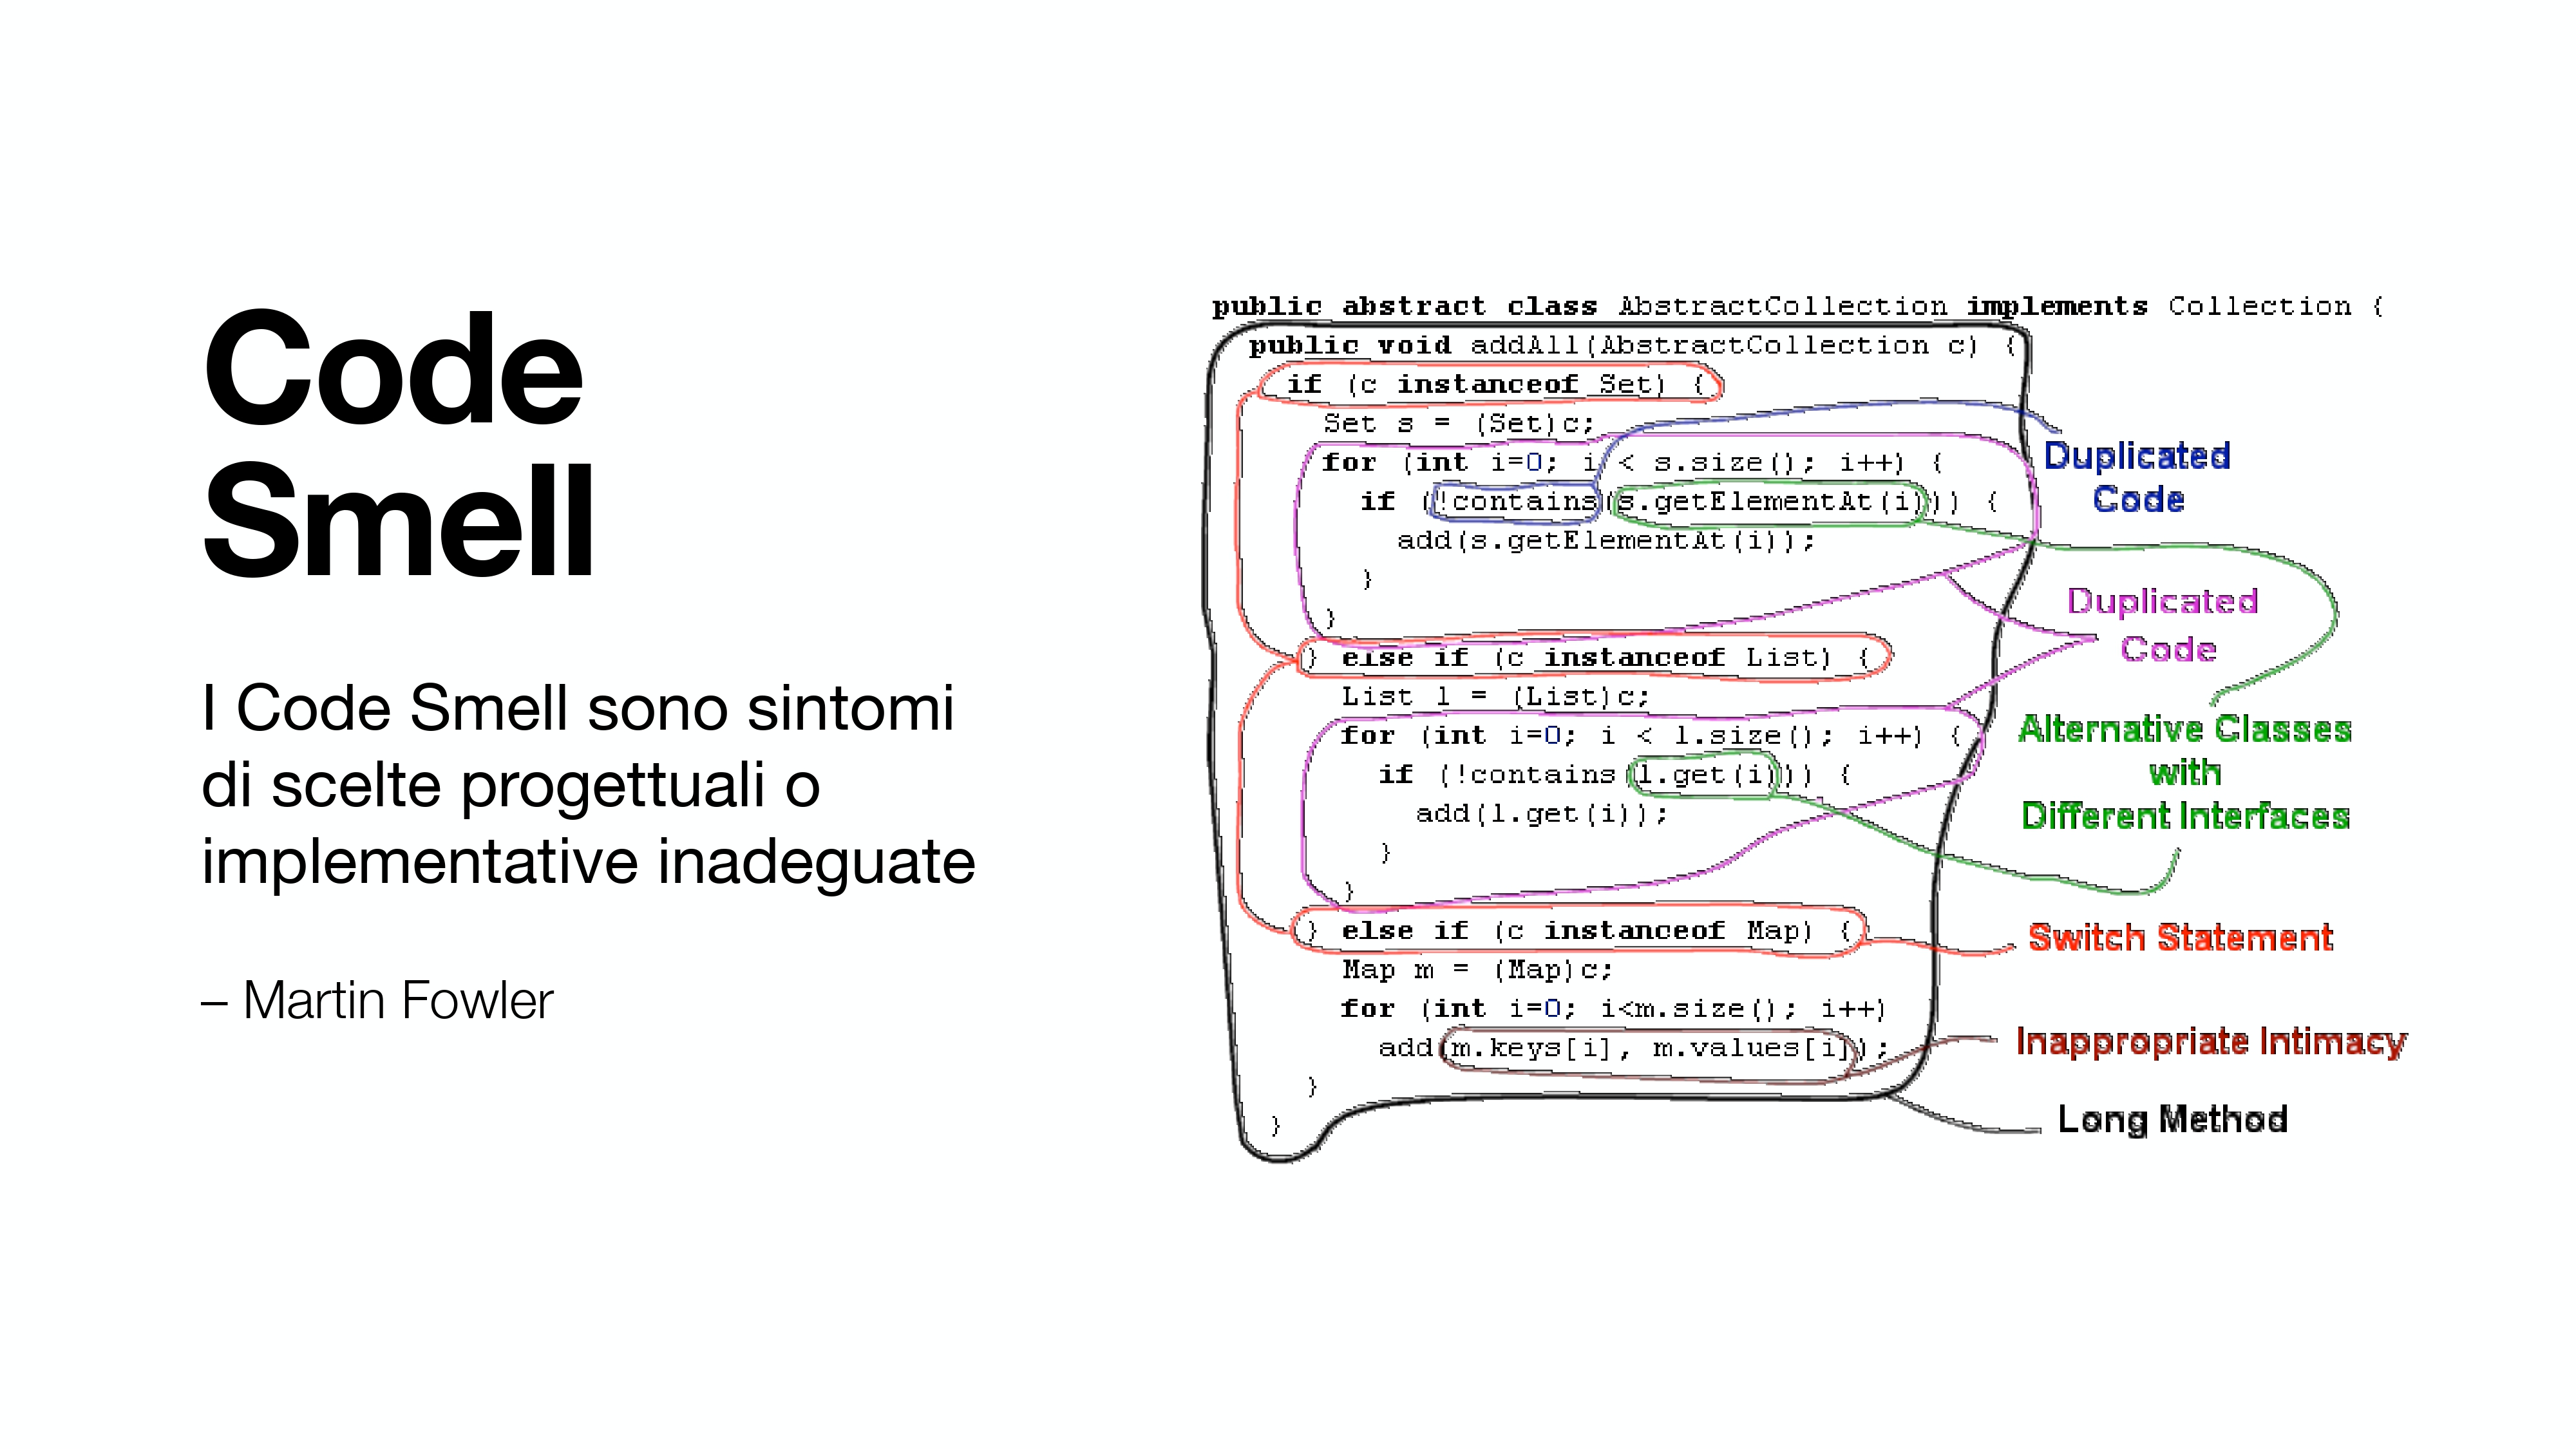 Code
Smell
I Code Smell sono sintomi
di scelte progettuali o
implementative inadeguate
– Martin Fowler
public abstract class AbstractCollection implements Collection {
public void addAll(AbstractCollection c) {
if (c instanceof Set) {
Set s = (Set)c;
for (int i=0; i < s.size(); i++) {
if (!contains(s.getElementAt(i))) {
add(s.getElementAt(i));
}
}
} else if (c instanceof List) {
List l = (List)c;
for (int i=0; i < l.size(); i++) {
if (!contains(l.get(i))) {
add(l.get(i));
}
}
} else if (c instanceof Map) {
Map m = (Map)c;
for (int i=0; i<m.size(); i++)
add(m.keys[i], m.values[i]);
}
}
Duplicated
Code
Duplicated
Code
Alternative Classes
with
Different Interfaces
Switch Statement
Inappropriate Intimacy
Long Method